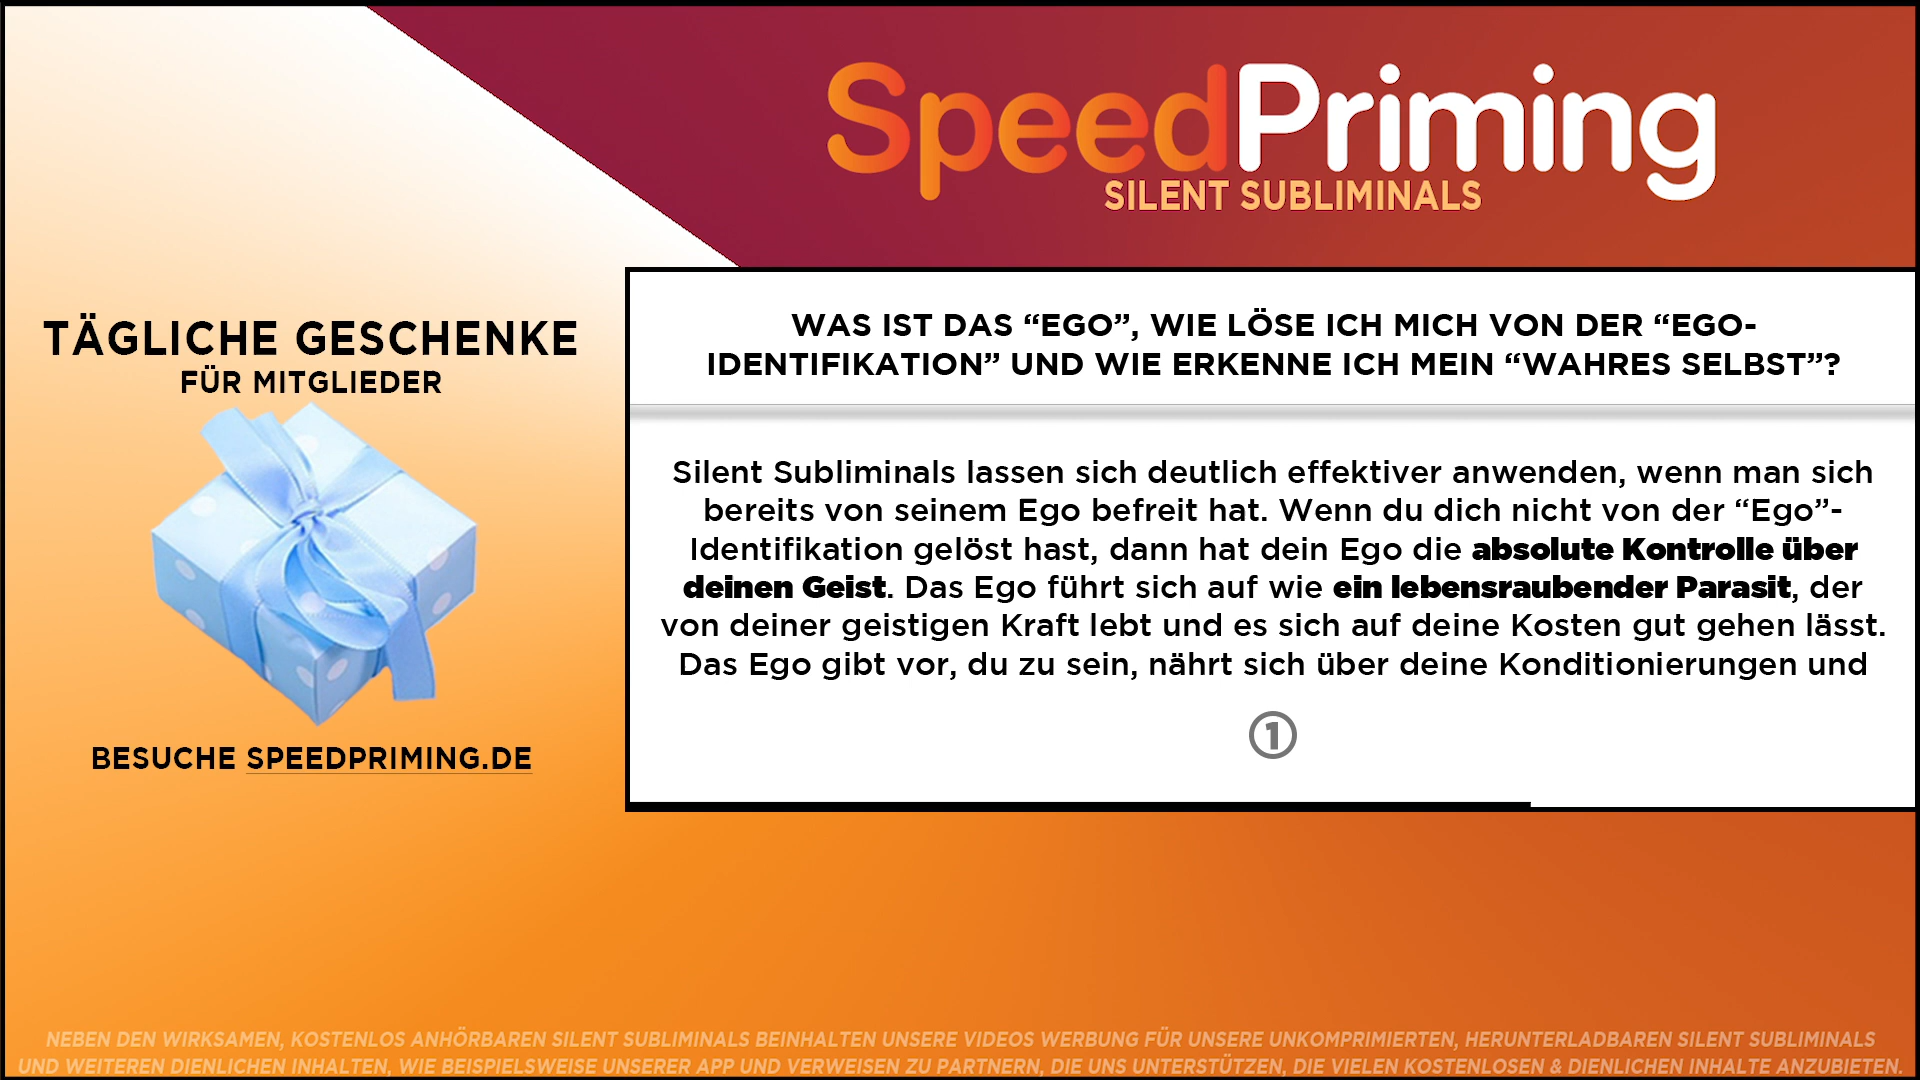 SpeedPriming
SILENT SUBLIMINALS
TÄGLICHE GESCHENKE
FÜR MITGLIEDER
BESUCHE SPEEDPRIMING.DE
WAS IST DAS “EGO”, WIE LÖSE ICH MICH VON DER “EGO-
IDENTIFIKATION” UND WIE ERKENNE ICH MEIN “WAHRES SELBST”?
Silent Subliminals lassen sich deutlich effektiver anwenden, wenn man sich
bereits von seinem Ego befreit hat. Wenn du dich nicht von der “Ego”-
Identifikation gelöst hast, dann hat dein Ego die absolute Kontrolle über
deinen Geist. Das Ego führt sich auf wie ein lebensraubender Parasit, der
von deiner geistigen Kraft lebt und es sich auf deine Kosten gut gehen lässt.
Das Ego gibt vor, du zu sein, nährt sich über deine Konditionierungen und
1
NEBEN DEN WIRKSAMEN, KOSTENLOS ANHÖRBAREN SILENT SUBLIMINALS BEINHALTEN UNSERE VIDEOS WERBUNG FÜR UNSERE UNKOMPRIMIERTEN, HERUNTERLADBAREN SILENT SUBLIMINALS
UND WEITEREN DIENLICHEN INHALTEN, WIE BEISPIELSWEISE UNSERER APP UND VERWEISEN ZU PARTNERN, DIE UNS UNTERSTÜTZEN, DIE VIELEN KOSTENLOSEN & DIENLICHEN INHALTE ANZUBIETEN.